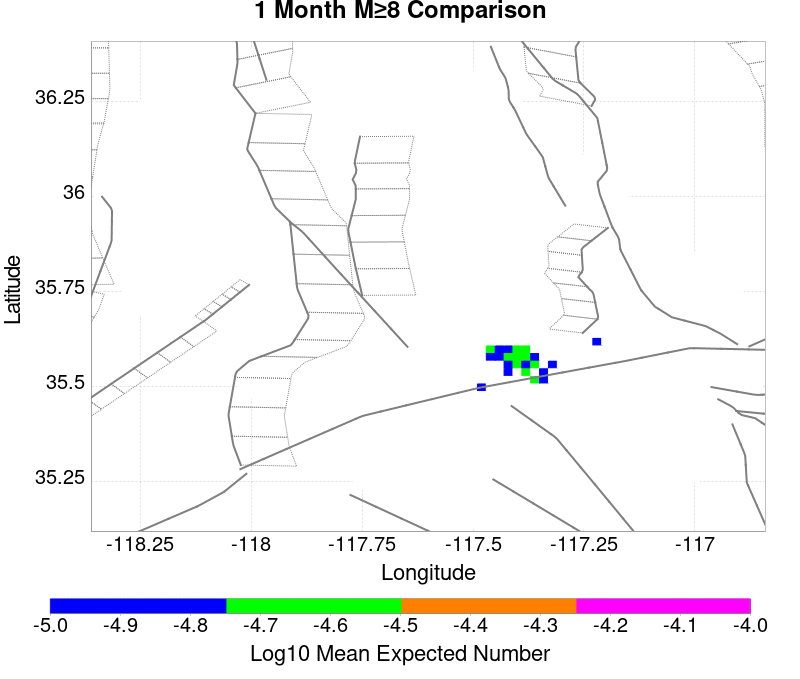 1 Month M≥8 Comparison
36.25
36
35.75
35.5
35.25
Latitude
-118.25 -118 -117.75 -117.5 -117.25 -117
Longitude
-5.0 -4.9 -4.8 -4.7 -4.6 -4.5 -4.4 -4.3 -4.2 -4.1 -4.0
Log10 Mean Expected Number